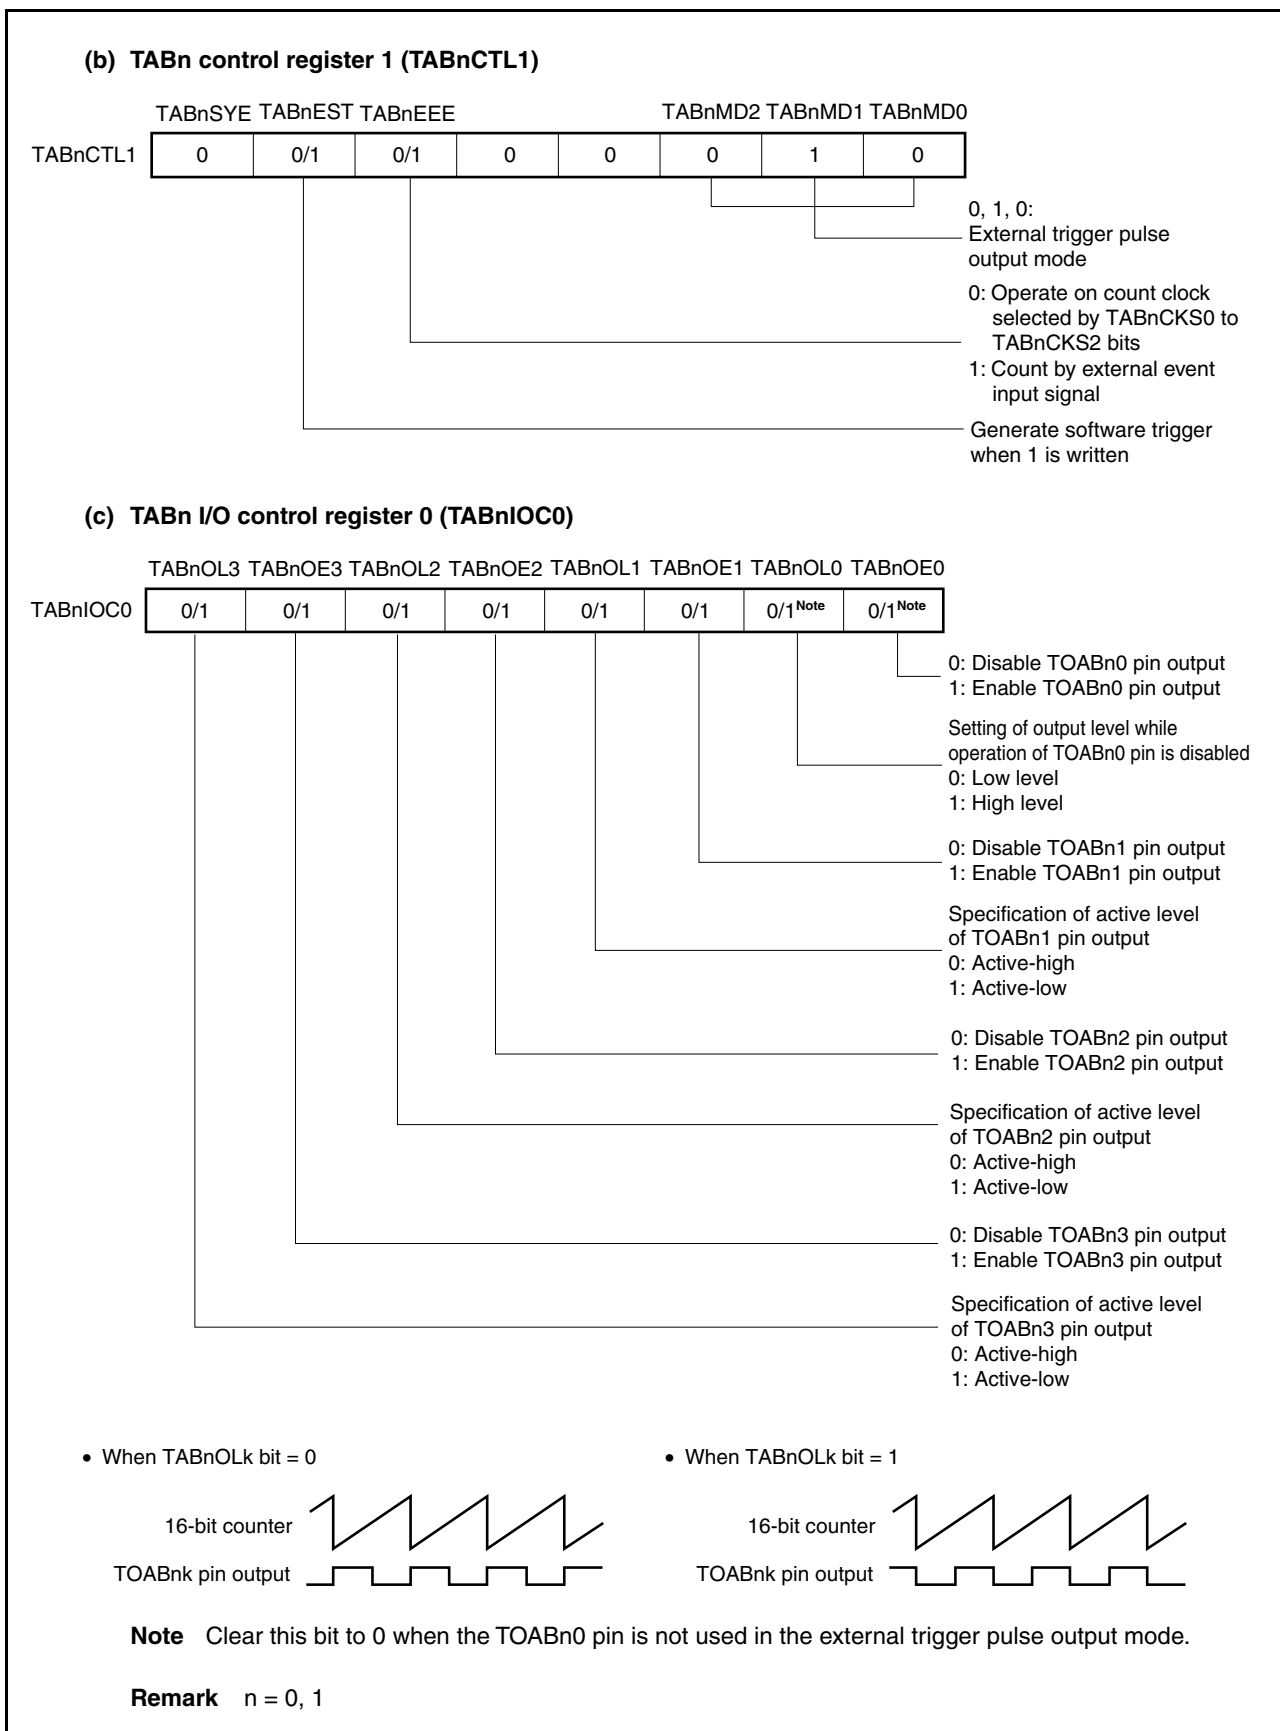 (b) TABn control register 1 (TABnCTL1)
TABnSYE TABnEST TABnEEE TABnMD2 TABnMD1 TABnMD0
TABnCTL1 0 0/1 0/1 0 0 0 1 0
0, 1, 0:
External trigger pulse
output mode
0: Operate on count clock
selected by TABnCKS0 to
TABnCKS2 bits
1: Count by external event
input signal
Generate software trigger
when 1 is written
(c) TABn I/O control register 0 (TABnIOC0)
TABnOL3 TABnOE3 TABnOL2 TABnOE2 TABnOL1 TABnOE1 TABnOL0 TABnOE0
TABnIOC0 0/1 0/1 0/1 0/1 0/1 0/1 0/1Note 0/1Note
0: Disable TOABn0 pin output
1: Enable TOABn0 pin output
Setting of output level while
operation of TOABn0 pin is disabled
0: Low level
1: High level
0: Disable TOABn1 pin output
1: Enable TOABn1 pin output
Specification of active level
of TOABn1 pin output
0: Active-high
1: Active-low
0: Disable TOABn2 pin output
1: Enable TOABn2 pin output
Specification of active level
of TOABn2 pin output
0: Active-high
1: Active-low
0: Disable TOABn3 pin output
1: Enable TOABn3 pin output
Specification of active level
of TOABn3 pin output
0: Active-high
1: Active-low
• When TABnOLk bit = 0
16-bit counter
TOABnk pin output
• When TABnOLk bit = 1
16-bit counter
TOABnk pin output
Note Clear this bit to 0 when the TOABn0 pin is not used in the external trigger pulse output mode.
Remark n = 0, 1